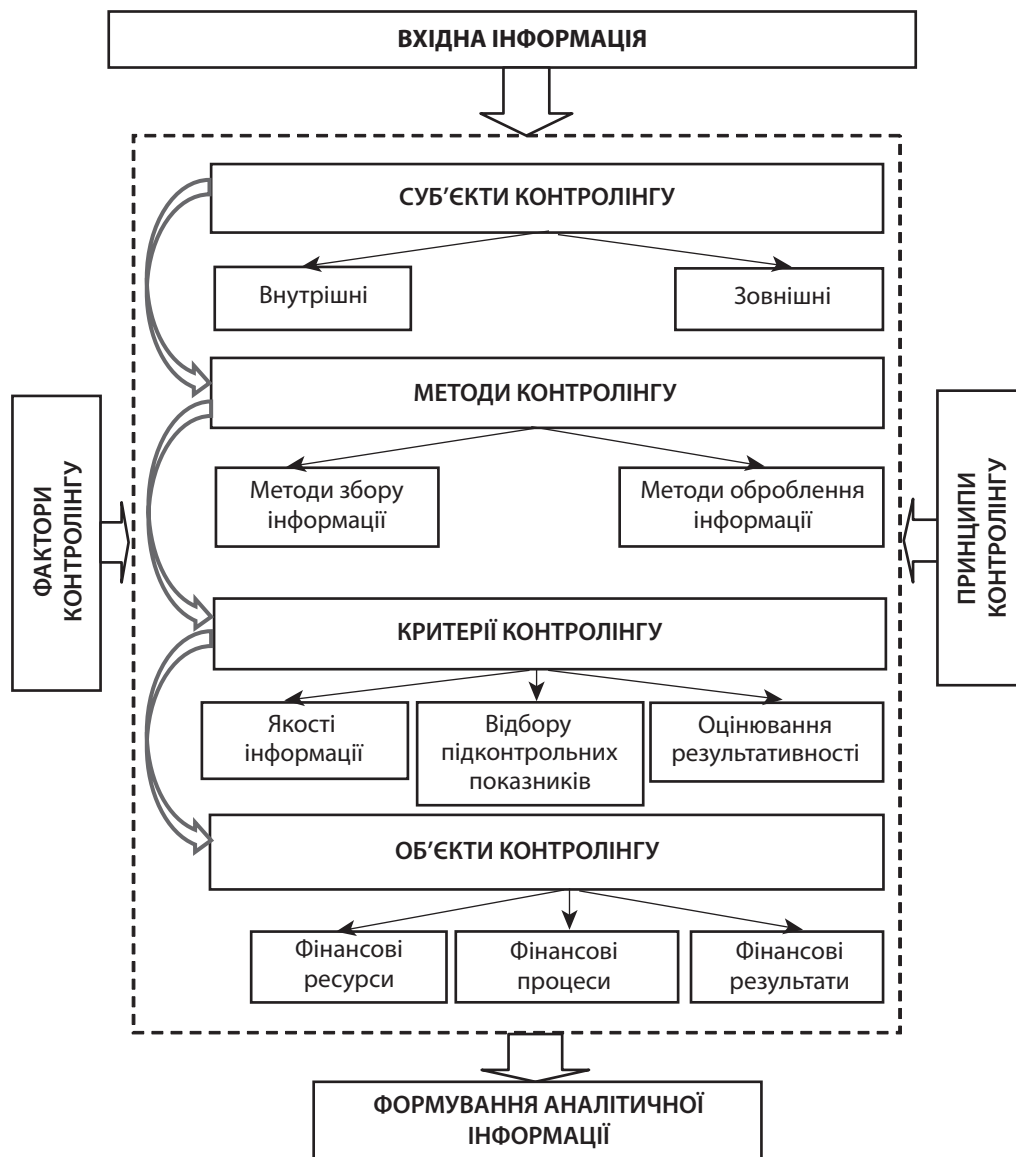 ВХІДНА ІНФОРМАЦІЯ
СУБ’ЄКТИ КОНТРОЛІНГУ
Внутрішні
Зовнішні
МЕТОДИ КОНТРОЛІНГУ
ФАКТОРИ
КОНТРОЛІНГУ
Методи збору
інформації
Методи оброблення
інформації
ПРИНЦИПИ
КОНТРОЛІНГУ
КРИТЕРІЇ КОНТРОЛІНГУ
Якості
інформації
Відбору
підконтрольних
показників
Оцінювання
результативності
ОБ’ЄКТИ КОНТРОЛІНГУ
Фінансові
ресурси
Фінансові
процеси
Фінансові
результати
ФОРМУВАННЯ АНАЛІТИЧНОЇ
ІНФОРМАЦІЇ